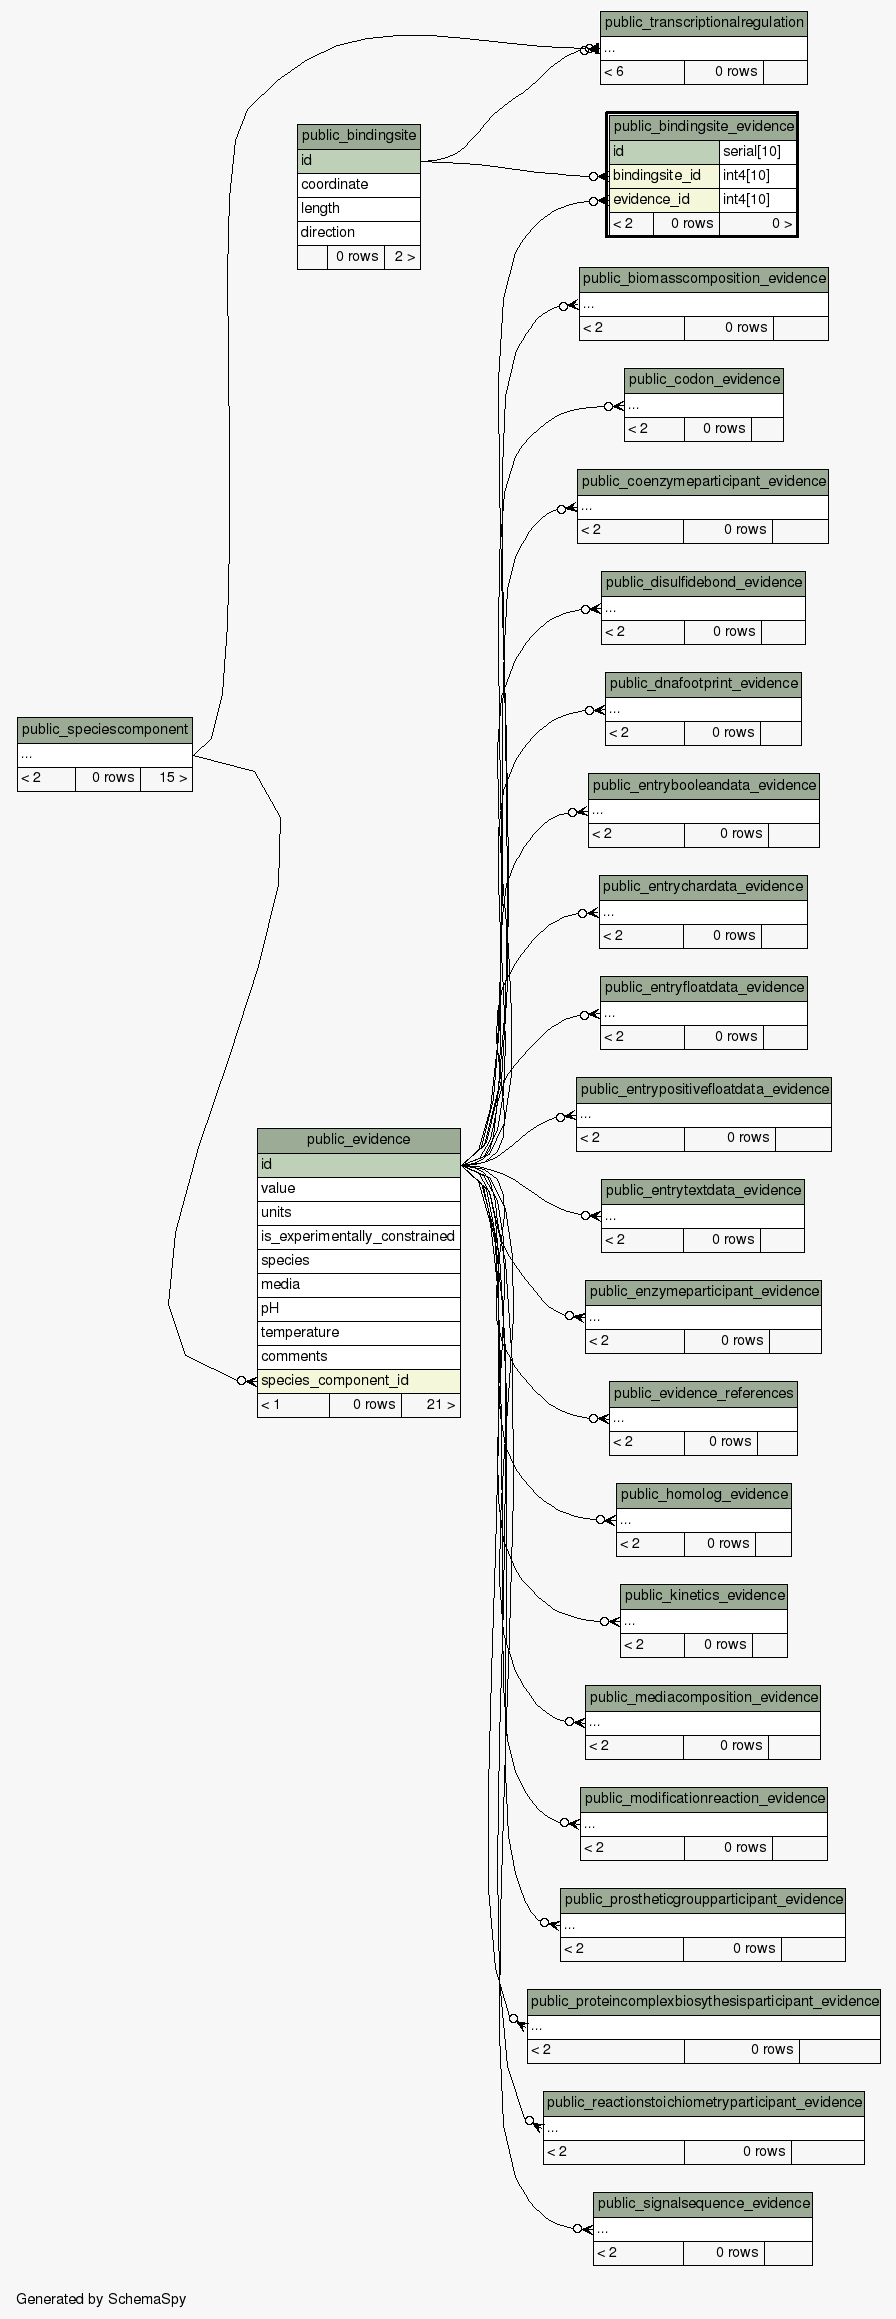 public_transcriptionalregulation
...
< 6 0 rows
public_bindingsite
id
coordinate
length
direction
0 rows 2 >
public_bindingsite_evidence
id serial[10]
bindingsite_id int4[10]
evidence_id int4[10]
< 2 0 rows 0 >
public_biomasscomposition_evidence
...
< 2 0 rows
public_codon_evidence
...
< 2 0 rows
public_coenzymeparticipant_evidence
...
< 2 0 rows
public_disulfidebond_evidence
...
< 2 0 rows
public_dnafootprint_evidence
...
< 2 0 rows
public_speciescomponent
...
< 2 0 rows 15 >
public_entrybooleandata_evidence
...
< 2 0 rows
public_entrychardata_evidence
...
< 2 0 rows
public_entryfloatdata_evidence
...
< 2 0 rows
public_entrypositivefloatdata_evidence
...
< 2 0 rows
public_evidence
id
value
units
is_experimentally_constrained
species
media
pH
temperature
comments
species_component_id
< 1 0 rows 21 >
public_entrytextdata_evidence
...
< 2 0 rows
public_enzymeparticipant_evidence
...
< 2 0 rows
public_evidence_references
...
< 2 0 rows
public_homolog_evidence
...
< 2 0 rows
public_kinetics_evidence
...
< 2 0 rows
public_mediacomposition_evidence
...
< 2 0 rows
public_modificationreaction_evidence
...
< 2 0 rows
public_prostheticgroupparticipant_evidence
...
< 2 0 rows
public_proteincomplexbiosythesisparticipant_evidence
...
< 2 0 rows
public_reactionstoichiometryparticipant_evidence
...
< 2 0 rows
public_signalsequence_evidence
...
< 2 0 rows
Generated by SchemaSpy